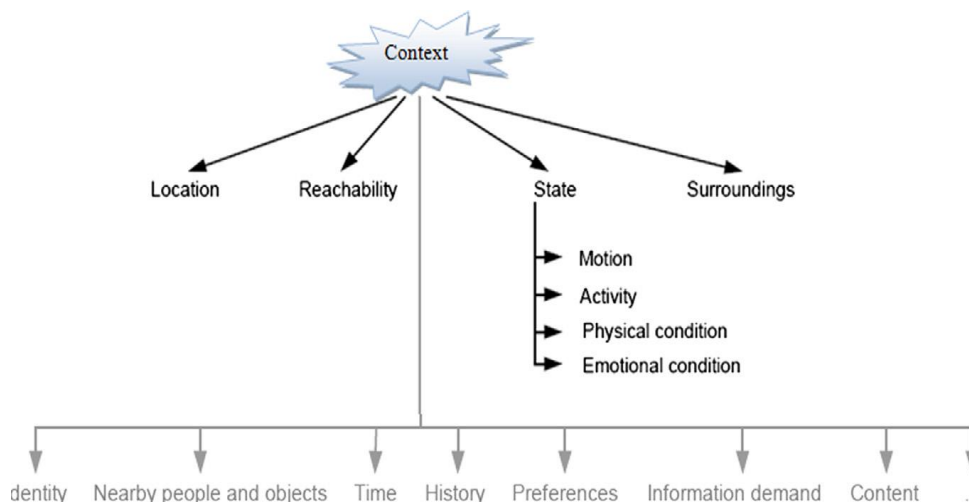 Context
Location Reachability State Surroundings
Motion
Activity
Physical condition
Emotional condition
dentity Nearby people and objects Time History Preferences Information demand Content